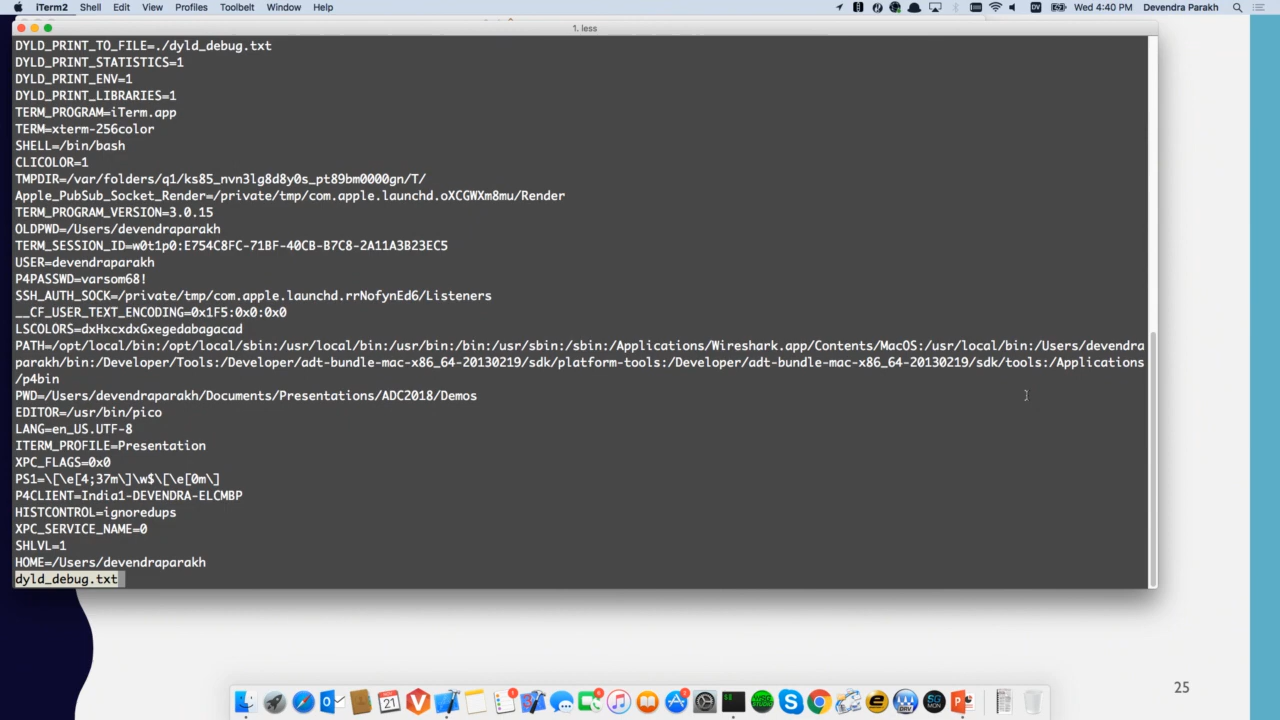 iTerm2 Shell Edit View Profiles Toolbelt Window Help DV Wed 4:40 PM Devendra Parakh
1. less
DYLD_PRINT_TO_FILE=./dyld_debug.txt
DYLD_PRINT_STATISTICS=1
DYLD_PRINT_ENV=1
DYLD_PRINT_LIBRARIES=1
TERM_PROGRAM=iTerm.app
TERM=xterm-256color
SHELL=/bin/bash
CLICOLOR=1
TMPDIR=/var/folders/q1/ks85_nvn3lg8d8y0s_pt89bm0000gn/T/
Apple_PubSub_Socket_Render=/private/tmp/com.apple.launchd.oXCGWXm8mu/Render
TERM_PROGRAM_VERSION=3.0.15
OLDPWD=/Users/devendraparakh
TERM_SESSION_ID=w0t1p0:E754C8FC-71BF-40CB-B7C8-2A11A3B23EC5
USER=devendraparakh
P4PASSWD=varsom68!
SSH_AUTH_SOCK=/private/tmp/com.apple.launchd.rrNofynEd6/Listeners
__CF_USER_TEXT_ENCODING=0x1F5:0x0:0x0
LSCOLORS=dxHxcxdxGxegedabagacad
PATH=/opt/local/bin:/opt/local/sbin:/usr/local/bin:/usr/bin:/bin:/usr/sbin:/sbin:/Applications/Wireshark.app/Contents/MacOS:/usr/local/bin:/Users/devendra
parakh/bin:/Developer/Tools:/Developer/adt-bundle-mac-x86_64-20130219/sdk/platform-tools:/Developer/adt-bundle-mac-x86_64-20130219/sdk/tools:/Applications
/p4bin
PWD=/Users/devendraparakh/Documents/Presentations/ADC2018/Demos
EDITOR=/usr/bin/pico
LANG=en_US.UTF-8
ITERM_PROFILE=Presentation
XPC_FLAGS=0x0
PS1=\[\e[4;37m\]\w$\[\e[0m\]
P4CLIENT=India1-DEVENDRA-ELCMBP
HISTCONTROL=ignoredups
XPC_SERVICE_NAME=0
SHLVL=1
HOME=/Users/devendraparakh
dyld_debug.txt
25